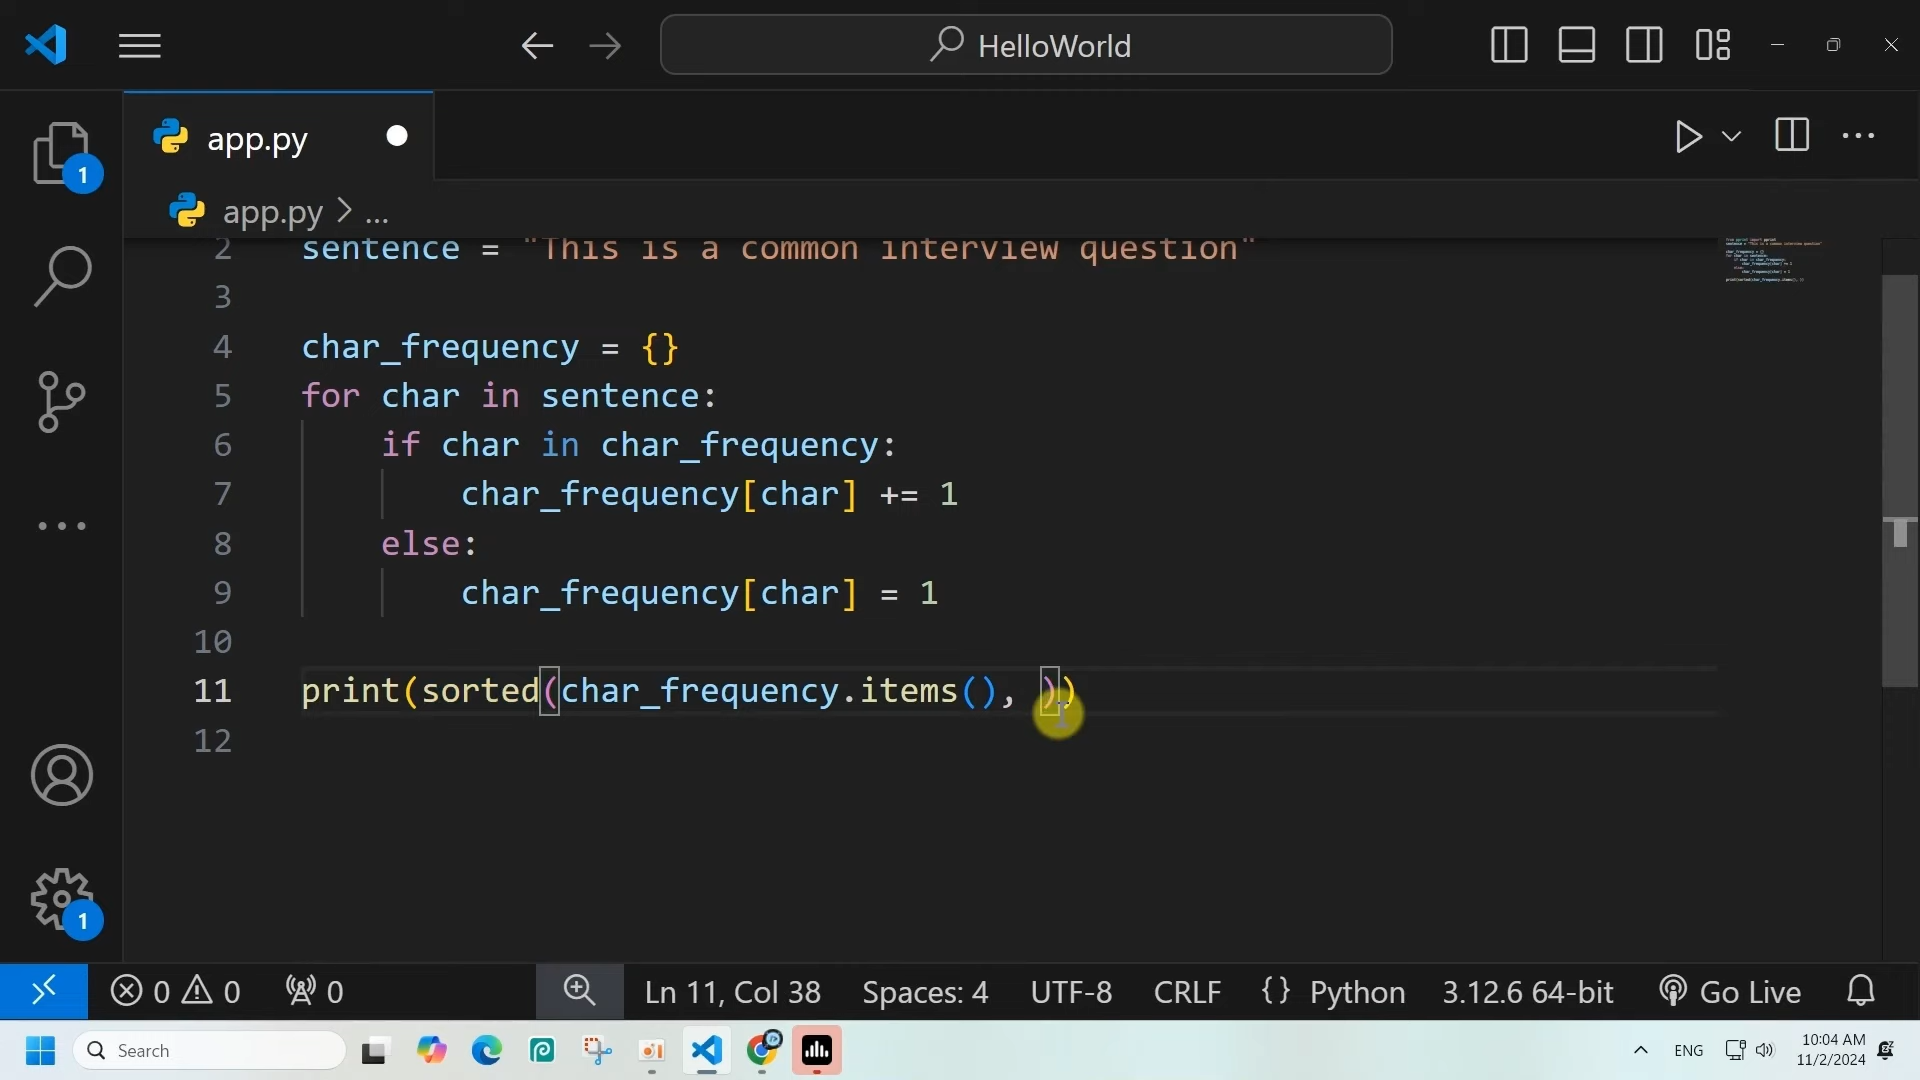 HelloWorld
app.py
1
app.py > ...
2 sentence = "This is a common interview question"
3
4 char_frequency = {}
5 for char in sentence:
6 if char in char_frequency:
7 char_frequency[char] += 1
8 else:
9 char_frequency[char] = 1
10
11 print(sorted(char_frequency.items(), ))
12
1
0 0 0 Ln 11, Col 38 Spaces: 4 UTF-8 CRLF {} Python 3.12.6 64-bit Go Live
Search
ENG
10:04 AM
11/2/2024